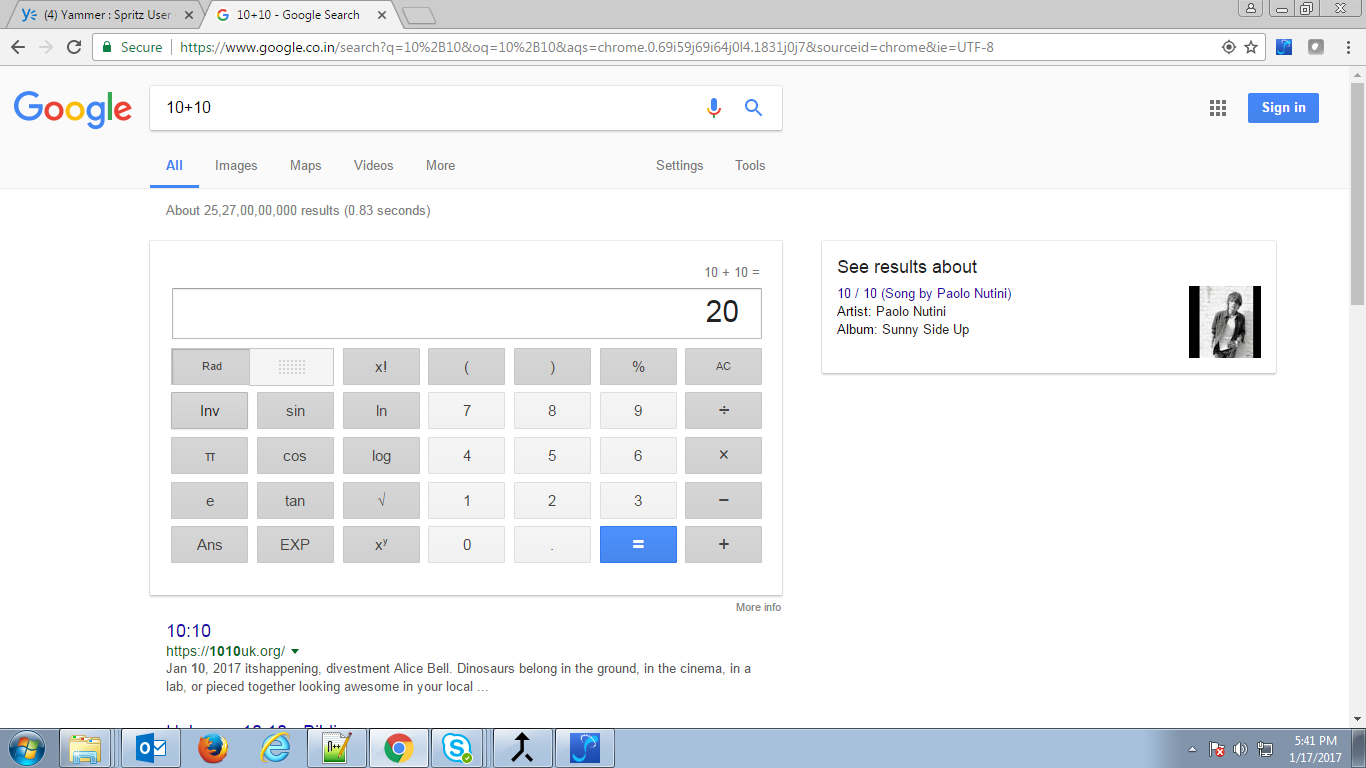 (4) Yammer : Spritz User
10+10 - Google Search
Secure
https://www.google.co.in/search?q=10%2B10&oq=10%2B10&aqs=chrome.0.69i59j69i64j0l4.1831j0j7&sourceid=chrome&ie=UTF-8
Google
10+10
Sign in
All Images Maps Videos More Settings Tools
About 25,27,00,00,000 results (0.83 seconds)
10 + 10 =
20
Rad x! ( ) % AC
Inv sin ln 7 8 9 ÷
π cos log 4 5 6 ×
e tan √ 1 2 3 −
Ans EXP xʸ 0 . = +
More info
See results about
10 / 10 (Song by Paolo Nutini)
Artist: Paolo Nutini
Album: Sunny Side Up
10:10
https://1010uk.org/
Jan 10, 2017 itshappening, divestment Alice Bell. Dinosaurs belong in the ground, in the cinema, in a
lab, or pieced together looking awesome in your local ...
5:41 PM
1/17/2017